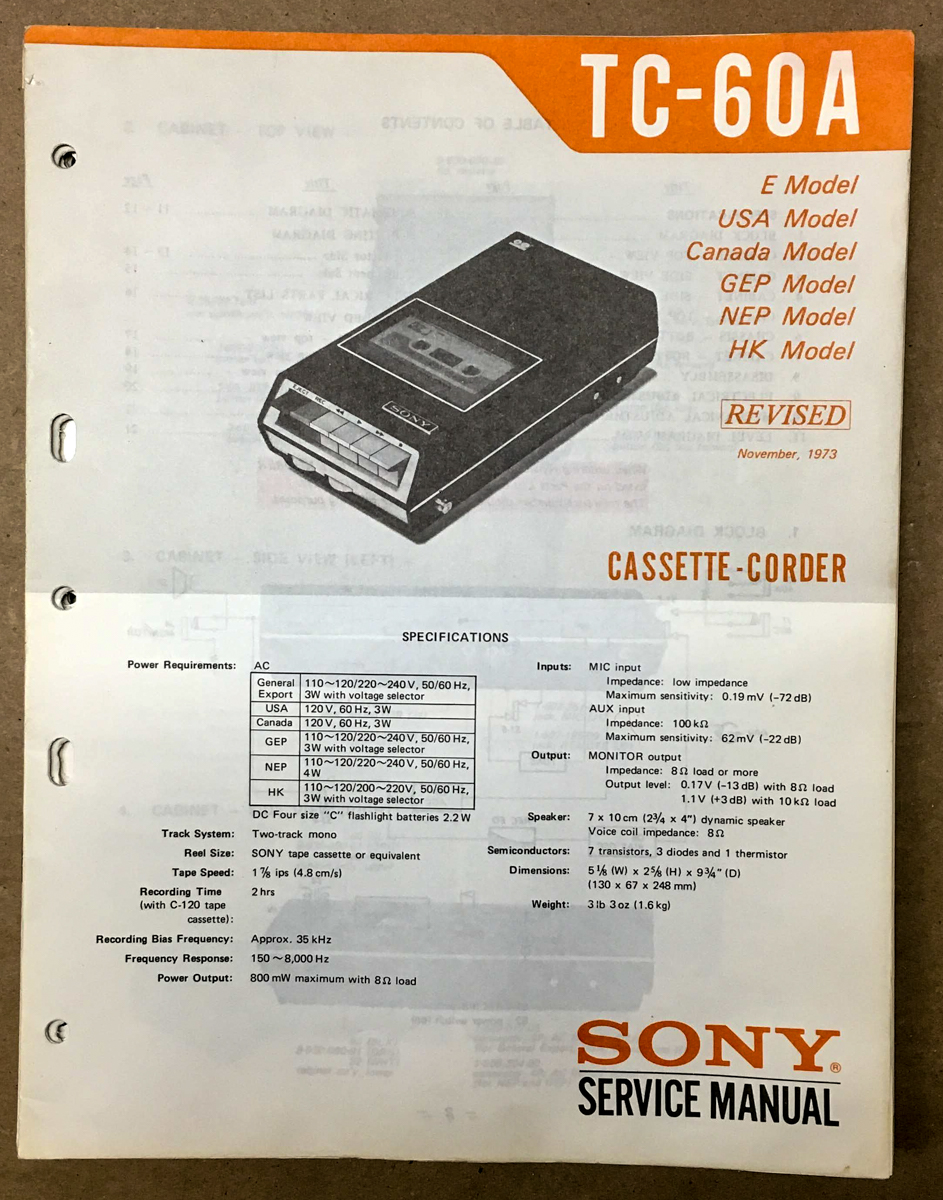 TC-60A
E Model
USA Model
Canada Model
GEP Model
NEP Model
HK Model
REVISED
November, 1973
EJECT REC
SONY
CASSETTE-CORDER
SPECIFICATIONS
Power Requirements: AC
General Export 110~120/220~240V, 50/60 Hz, 3W with voltage selector
USA 120V, 60 Hz, 3W
Canada 120V, 60 Hz, 3W
GEP 110~120/220~240V, 50/60 Hz, 3W with voltage selector
NEP 110~120/220~240V, 50/60 Hz, 4W
HK 110~120/200~220V, 50/60 Hz, 3W with voltage selector
DC Four size "C" flashlight batteries 2.2W
Track System: Two-track mono
Reel Size: SONY tape cassette or equivalent
Tape Speed: 1 7/8 ips (4.8 cm/s)
Recording Time 2 hrs
(with C-120 tape
cassette):
Recording Bias Frequency: Approx. 35 kHz
Frequency Response: 150~8,000 Hz
Power Output: 800 mW maximum with 8Ω load
Inputs: MIC input
Impedance: low impedance
Maximum sensitivity: 0.19 mV (-72 dB)
AUX input
Impedance: 100 kΩ
Maximum sensitivity: 62 mV (-22 dB)
Output: MONITOR output
Impedance: 8Ω load or more
Output level: 0.17V (-13 dB) with 8Ω load
1.1V (+3 dB) with 10 kΩ load
Speaker: 7 x 10 cm (2¾ x 4") dynamic speaker
Voice coil impedance: 8Ω
Semiconductors: 7 transistors, 3 diodes and 1 thermistor
Dimensions: 5⅛ (W) x 2⅝ (H) x 9¾" (D)
(130 x 67 x 248 mm)
Weight: 3 lb 3 oz (1.6 kg)
SONY®
SERVICE MANUAL